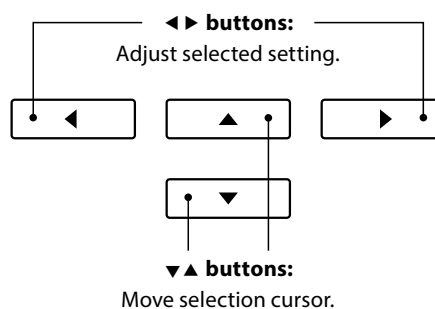 ◀ ▶ buttons:
Adjust selected setting.
◀ ▲ ▶
▼
▼▲ buttons:
Move selection cursor.